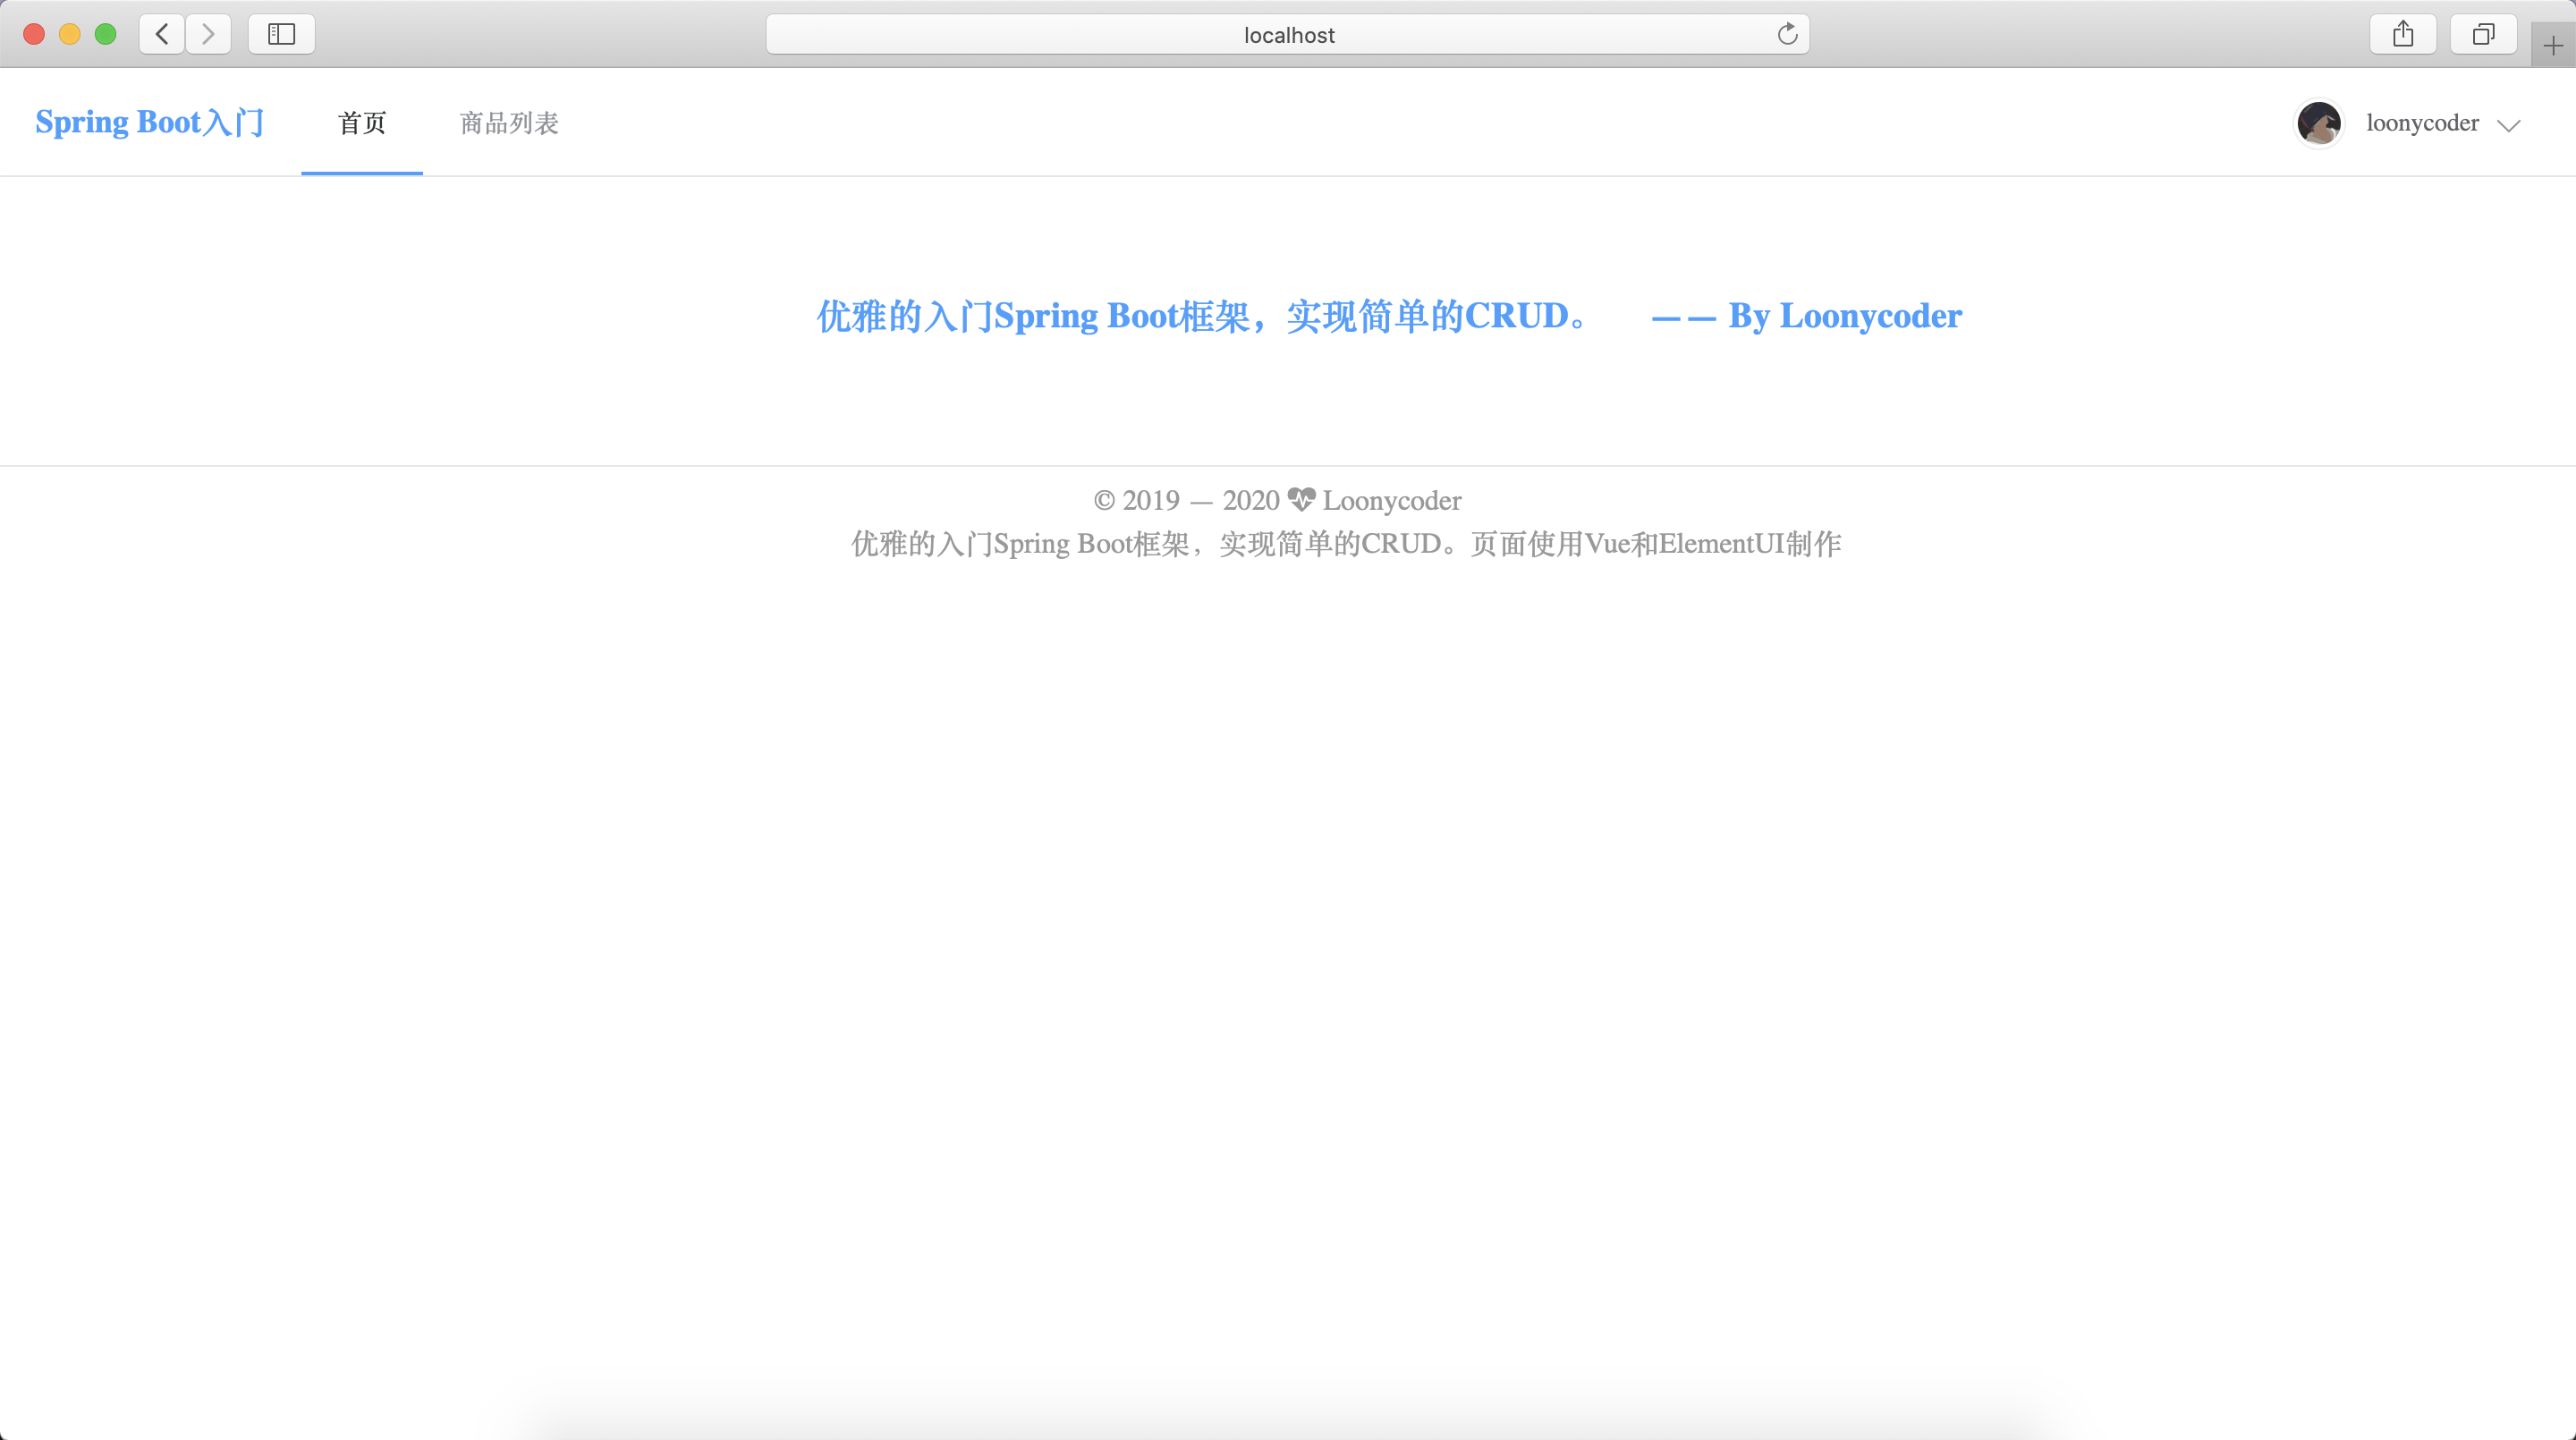 localhost
Spring Boot入门
首页
商品列表
loonycoder
优雅的入门Spring Boot框架，实现简单的CRUD。 —— By Loonycoder
© 2019 — 2020 Loonycoder
优雅的入门Spring Boot框架，实现简单的CRUD。页面使用Vue和ElementUI制作